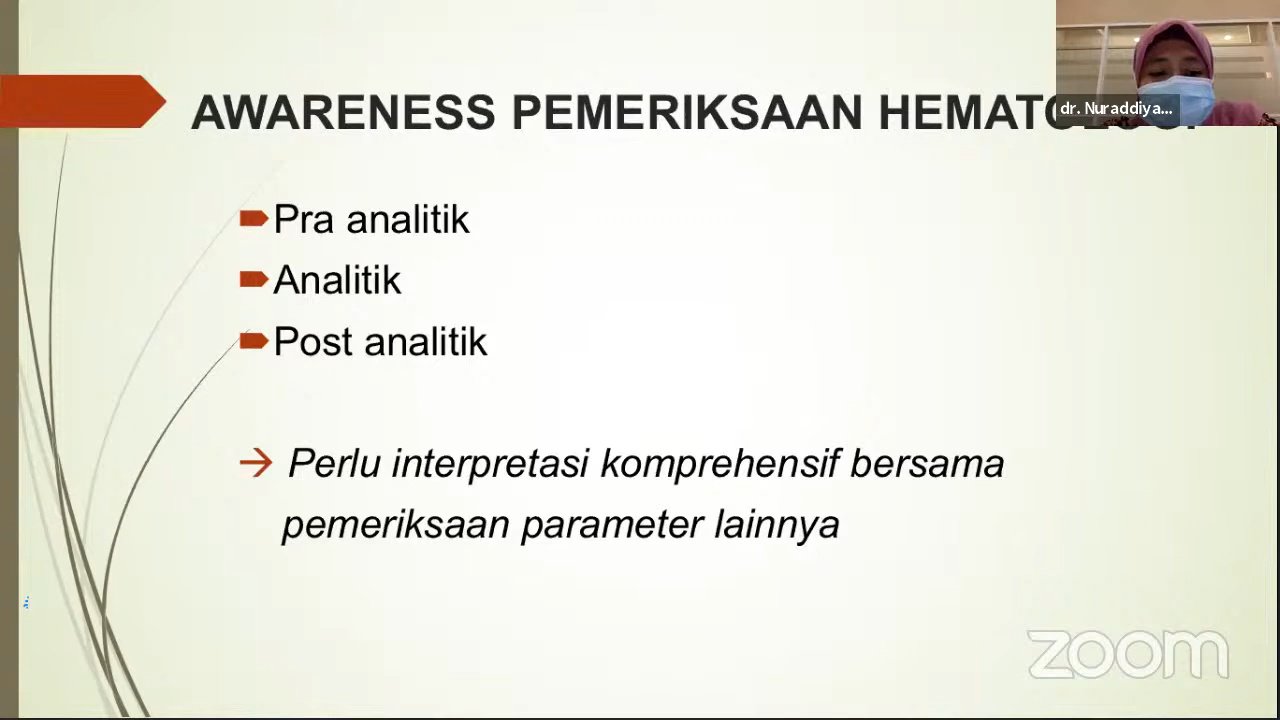 AWARENESS PEMERIKSAAN HEMATOLOGI
dr. Nuraddiya...
Pra analitik
Analitik
Post analitik
→ Perlu interpretasi komprehensif bersama
pemeriksaan parameter lainnya
zoom